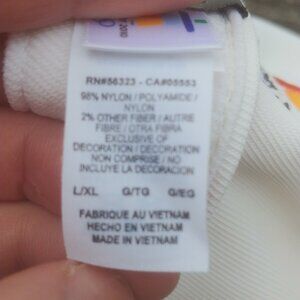 2010
RN#56323 - CA#05553
98% NYLON / POLYAMIDE /
NYLON
2% OTHER FIBER / AUTRE
FIBRE / OTRA FIBRA
EXCLUSIVE OF
DECORATION / DECORATION
NON COMPRISE / NO
INCLUYE LA DECORACION
L/XL G/TG G/EG
FABRIQUE AU VIETNAM
HECHO EN VIETNAM
MADE IN VIETNAM